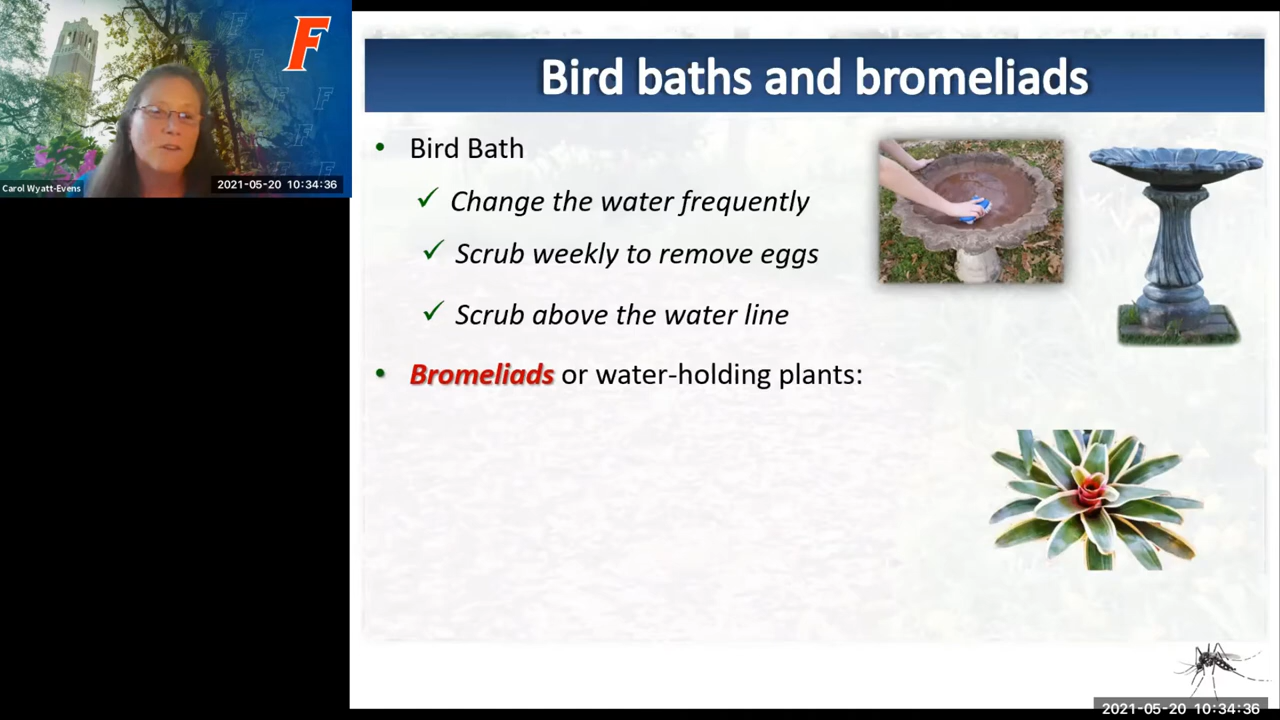 F
Carol Wyatt-Evens
2021-05-20 10:34:36
Bird baths and bromeliads
• Bird Bath
✓ Change the water frequently
✓ Scrub weekly to remove eggs
✓ Scrub above the water line
• Bromeliads or water-holding plants:
2021-05-20 10:34:36